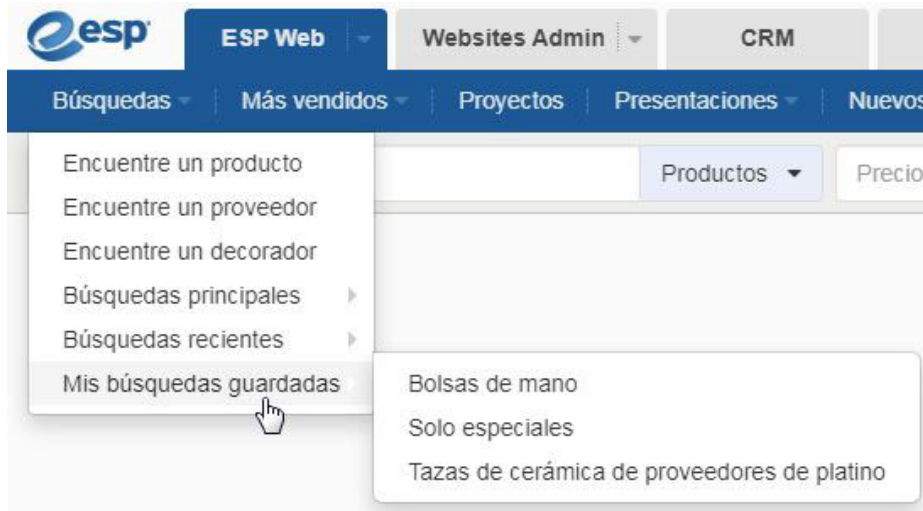 esp
ESP Web
Websites Admin
CRM
Búsquedas
Más vendidos
Proyectos
Presentaciones
Nuevos
Productos
Precio
Encuentre un producto
Encuentre un proveedor
Encuentre un decorador
Búsquedas principales
Búsquedas recientes
Mis búsquedas guardadas
Bolsas de mano
Solo especiales
Tazas de cerámica de proveedores de platino